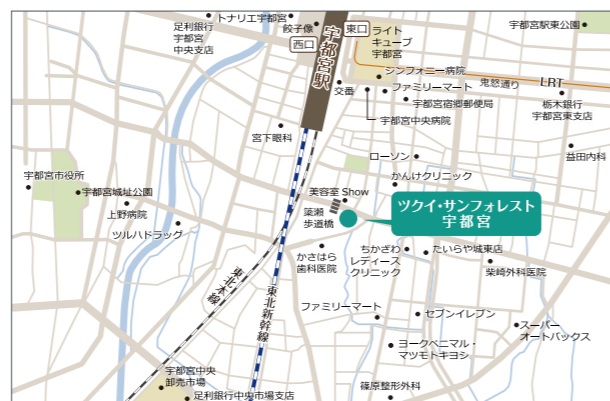 トナリエ宇都宮
足利銀行
宇都宮
中央支店
餃子像
西口
東口
宇都宮駅
ライト
キューブ
宇都宮
宇都宮駅東公園
シンフォニー病院
鬼怒通り
LRT
交番
ファミリーマート
宇都宮宿郷郵便局
宇都宮中央病院
栃木銀行
宇都宮東支店
宮下眼科
ローソン
益田内科
かんけクリニック
宇都宮市役所
宇都宮城址公園
上野病院
ツルハドラッグ
美容室 Show
簗瀬
歩道橋
ツクイ・サンフォレスト
宇都宮
かさはら
歯科医院
ちかざわ
レディース
クリニック
たいらや城東店
柴崎外科医院
東北本線
東北新幹線
ファミリーマート
セブンイレブン
スーパー
オートバックス
ヨークベニマル・
マツモトキヨシ
宇都宮中央
卸売市場
足利銀行中央市場支店
篠原整形外科